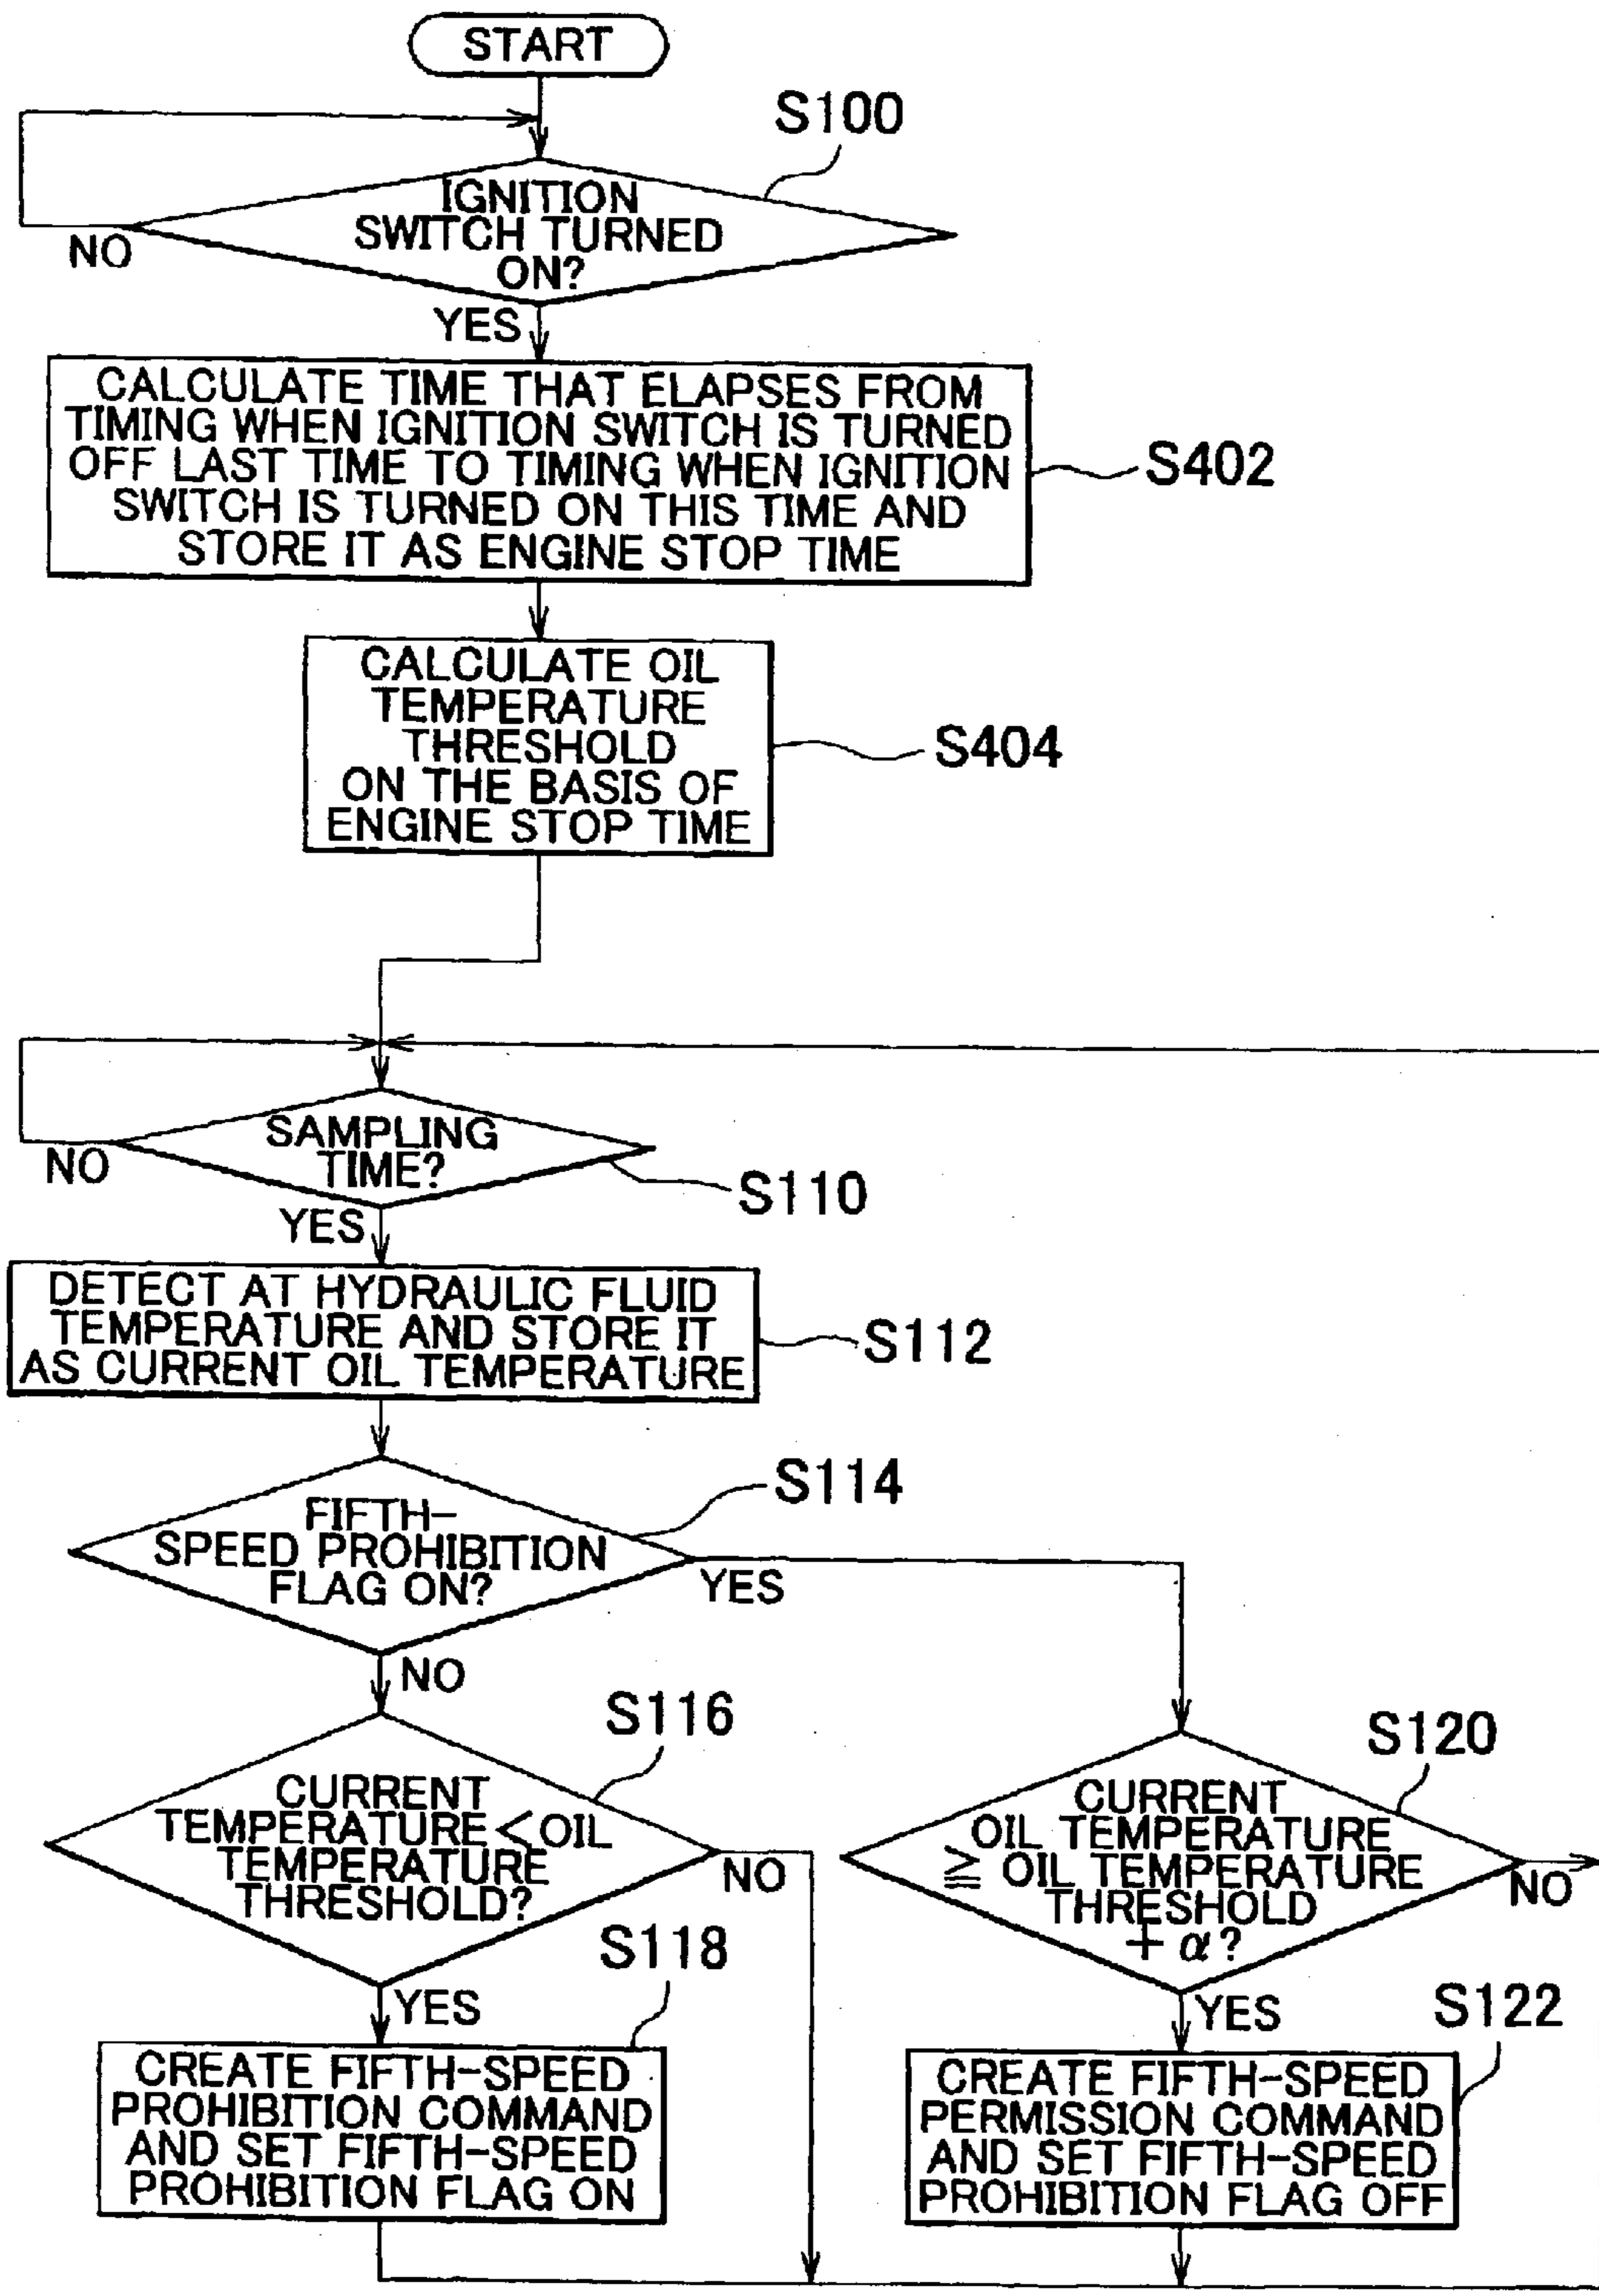 START
S100
IGNITION
SWITCH TURNED
ON?
NO
YES
CALCULATE TIME THAT ELAPSES FROM
TIMING WHEN IGNITION SWITCH IS TURNED
OFF LAST TIME TO TIMING WHEN IGNITION
SWITCH IS TURNED ON THIS TIME AND
STORE IT AS ENGINE STOP TIME
S402
CALCULATE OIL
TEMPERATURE
THRESHOLD
ON THE BASIS OF
ENGINE STOP TIME
S404
SAMPLING
TIME?
NO
S110
YES
DETECT AT HYDRAULIC FLUID
TEMPERATURE AND STORE IT
AS CURRENT OIL TEMPERATURE
S112
S114
FIFTH-
SPEED PROHIBITION
FLAG ON?
YES
NO
S116
CURRENT
TEMPERATURE<OIL
TEMPERATURE
THRESHOLD?
NO
S120
CURRENT
OIL TEMPERATURE
≧ OIL TEMPERATURE
THRESHOLD
+ α?
NO
S118
YES
CREATE FIFTH-SPEED
PROHIBITION COMMAND
AND SET FIFTH-SPEED
PROHIBITION FLAG ON
YES
S122
CREATE FIFTH-SPEED
PERMISSION COMMAND
AND SET FIFTH-SPEED
PROHIBITION FLAG OFF